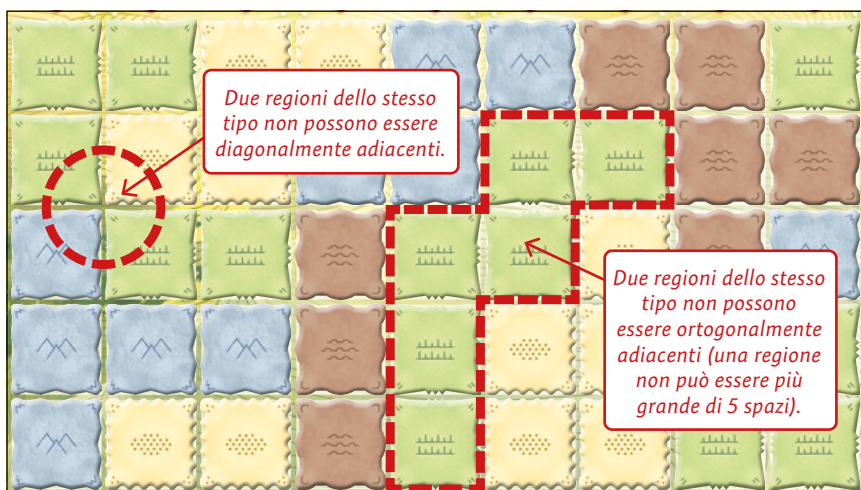 Due regioni dello stesso
tipo non possono essere
diagonalmente adiacenti.
Due regioni dello stesso
tipo non possono
essere ortogonalmente
adiacenti (una regione
non può essere più
grande di 5 spazi).